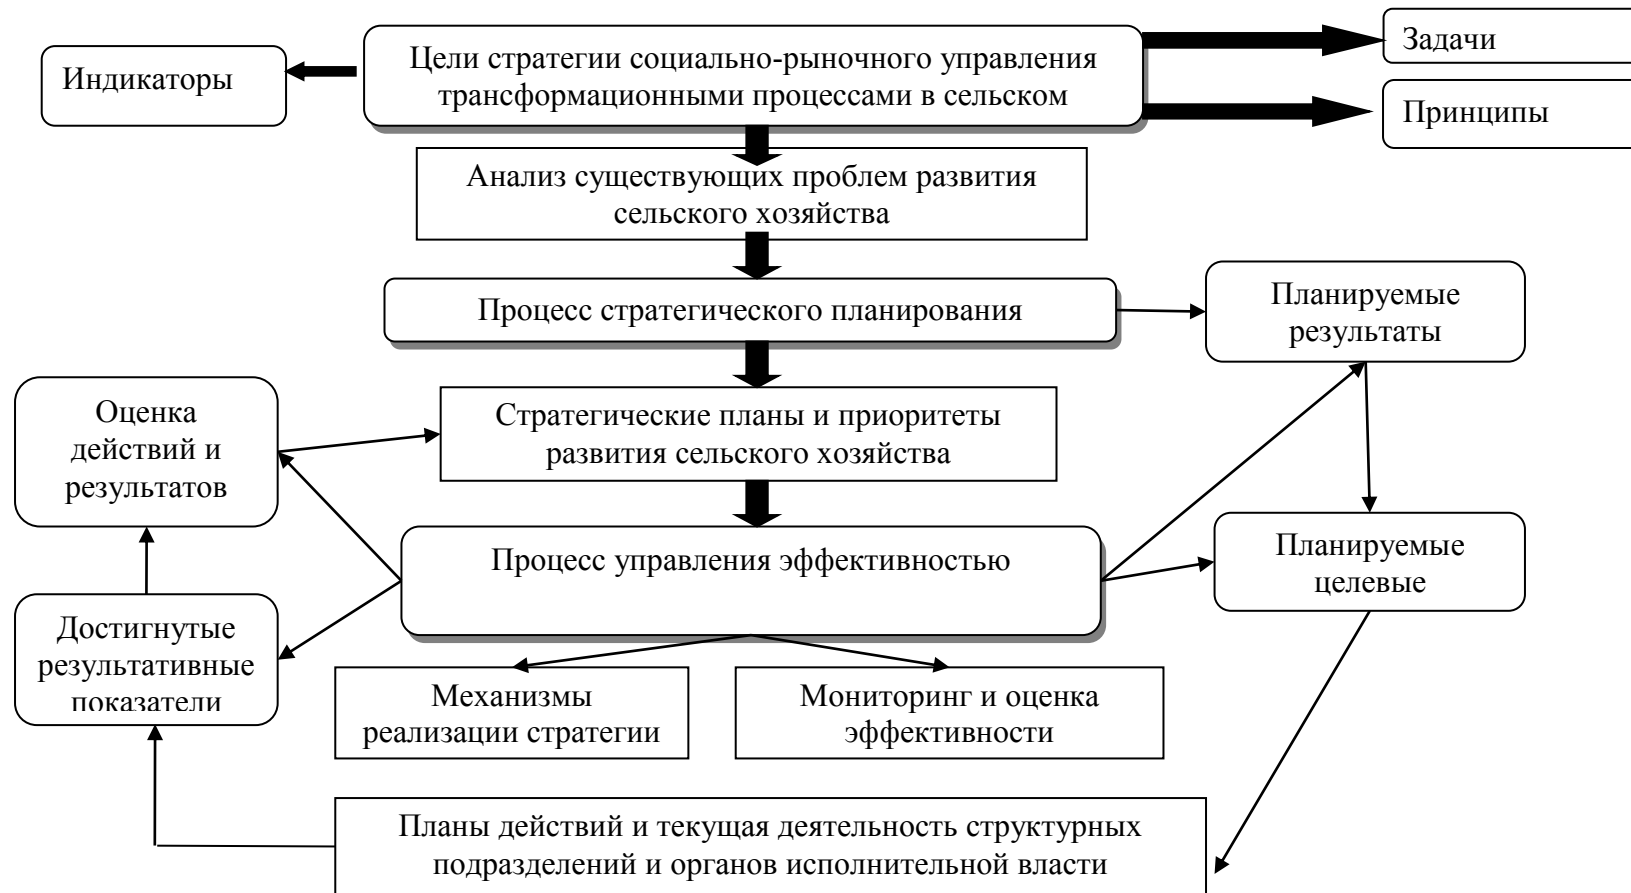 Индикаторы
Цели стратегии социально-рыночного управления
трансформационными процессами в сельском
Задачи
Принципы
Анализ существующих проблем развития
сельского хозяйства
Процесс стратегического планирования
Планируемые
результаты
Оценка
действий и
результатов
Стратегические планы и приоритеты
развития сельского хозяйства
Процесс управления эффективностью
Планируемые
целевые
Достигнутые
результативные
показатели
Механизмы
реализации стратегии
Мониторинг и оценка
эффективности
Планы действий и текущая деятельность структурных
подразделений и органов исполнительной власти